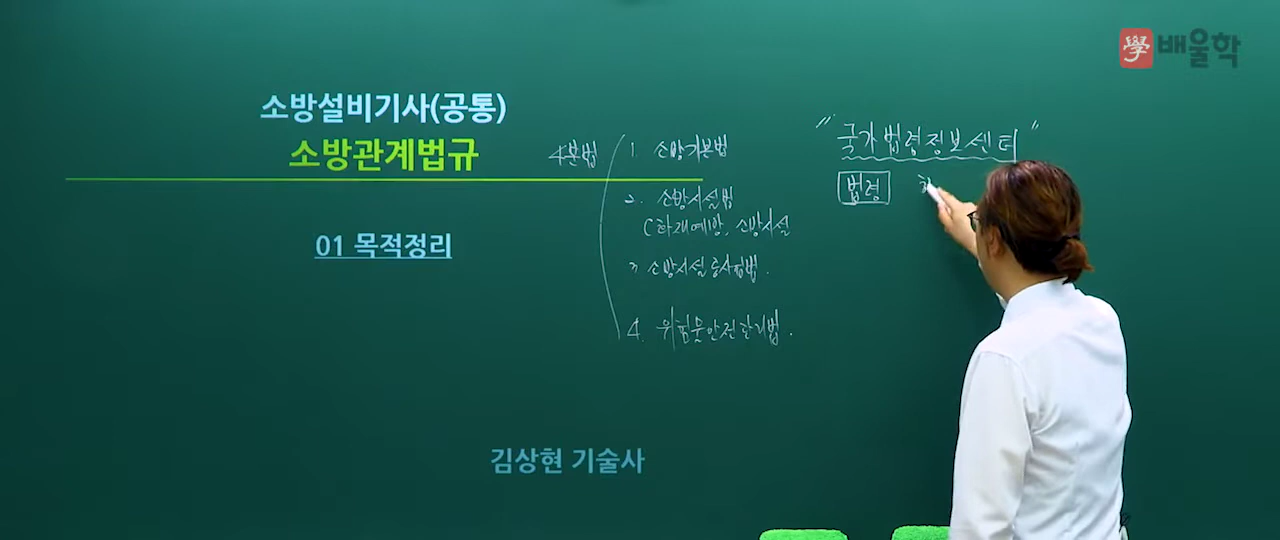 學 배울학
소방설비기사(공통)
소방관계법규
01 목적정리
4분법
1. 소방기본법
2. 소방시설법
(화재예방, 소방시설
3 소방시설공사업법.
4. 위험물안전관리법.
"국가법령정보센터"
법령
김상현 기술사